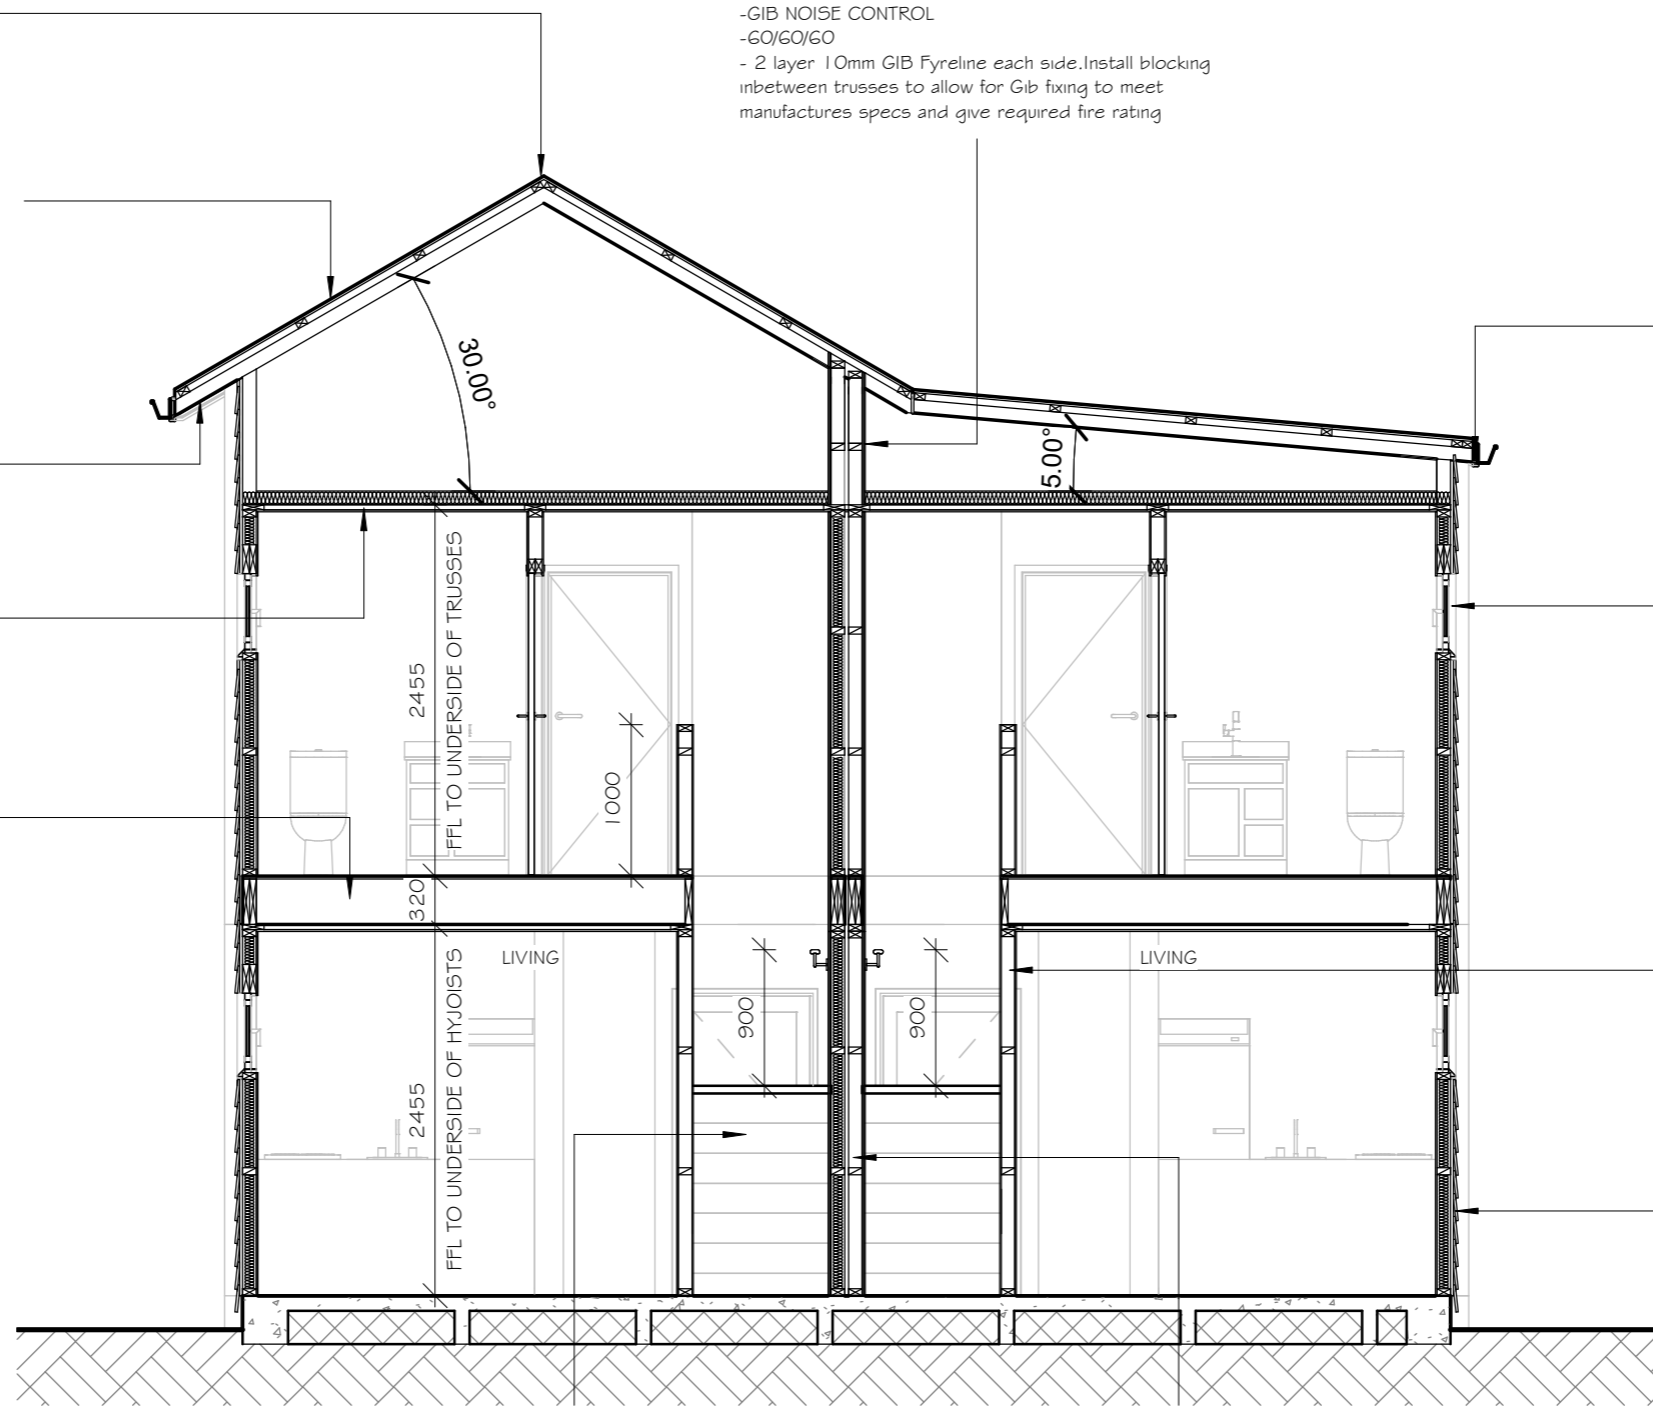 -GIB NOISE CONTROL
-60/60/60
- 2 layer 10mm GIB Fyreline each side.Install blocking
inbetween trusses to allow for Gib fixing to meet
manufactures specs and give required fire rating
30.00°
5.00°
2455
FFL TO UNDERSIDE OF TRUSSES
1000
320
LIVING
LIVING
900
900
2455
FFL TO UNDERSIDE OF HYJOISTS